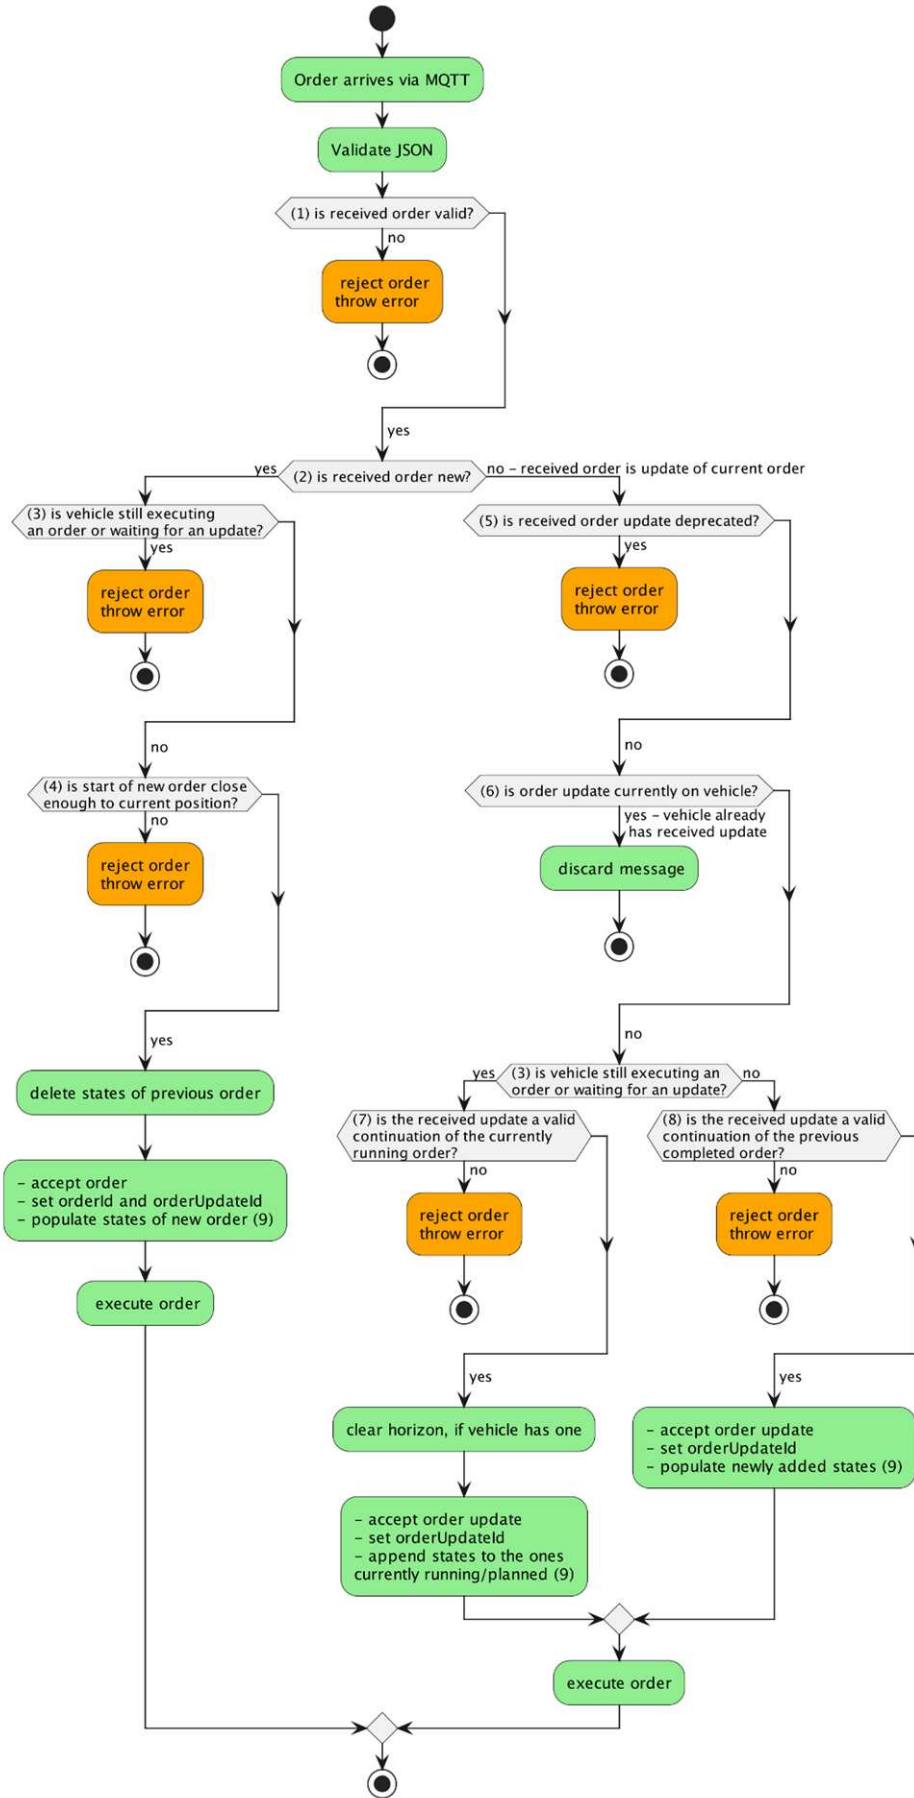 Order arrives via MQTT
Validate JSON
(1) is received order valid?
no
reject order
throw error
yes
(2) is received order new?
yes
no – received order is update of current order
(3) is vehicle still executing
an order or waiting for an update?
yes
reject order
throw error
no
(4) is start of new order close
enough to current position?
no
reject order
throw error
yes
delete states of previous order
– accept order
– set orderId and orderUpdateId
– populate states of new order (9)
execute order
(5) is received order update deprecated?
yes
reject order
throw error
no
(6) is order update currently on vehicle?
yes – vehicle already
has received update
discard message
no
(3) is vehicle still executing an
order or waiting for an update?
yes
no
(7) is the received update a valid
continuation of the currently
running order?
no
reject order
throw error
yes
clear horizon, if vehicle has one
– accept order update
– set orderUpdateId
– append states to the ones
currently running/planned (9)
(8) is the received update a valid
continuation of the previous
completed order?
no
reject order
throw error
yes
– accept order update
– set orderUpdateId
– populate newly added states (9)
execute order